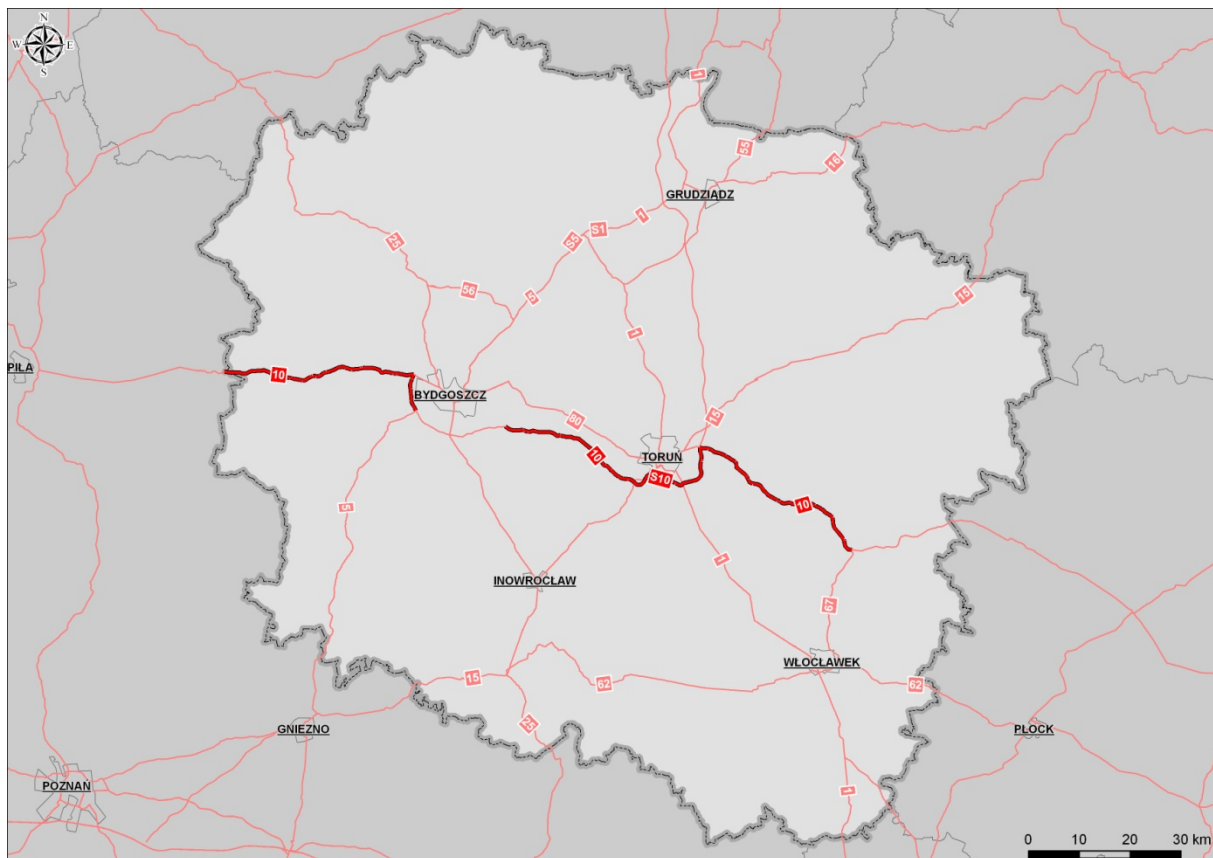 N
W E
S
1
55
16
GRUDZIĄDZ
1
S1
25
S5
56
5
15
1
PIŁA
10
BYDGOSZCZ
80
15
TORUŃ
10
S10
10
5
1
INOWROCŁAW
67
WŁOCŁAWEK
15
62
62
25
GNIEZNO
PŁOCK
POZNAŃ
1
0 10 20 30 km